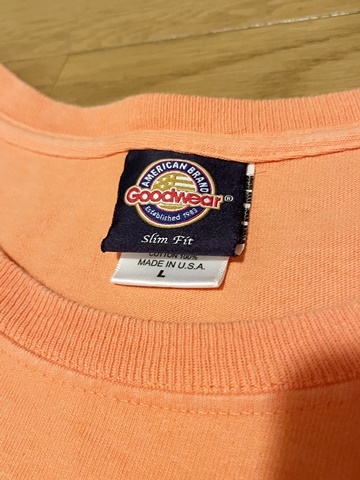 AMERICAN BRAND
Goodwear®
Established 1983
Slim Fit
COTTON 100%
MADE IN U.S.A.
L